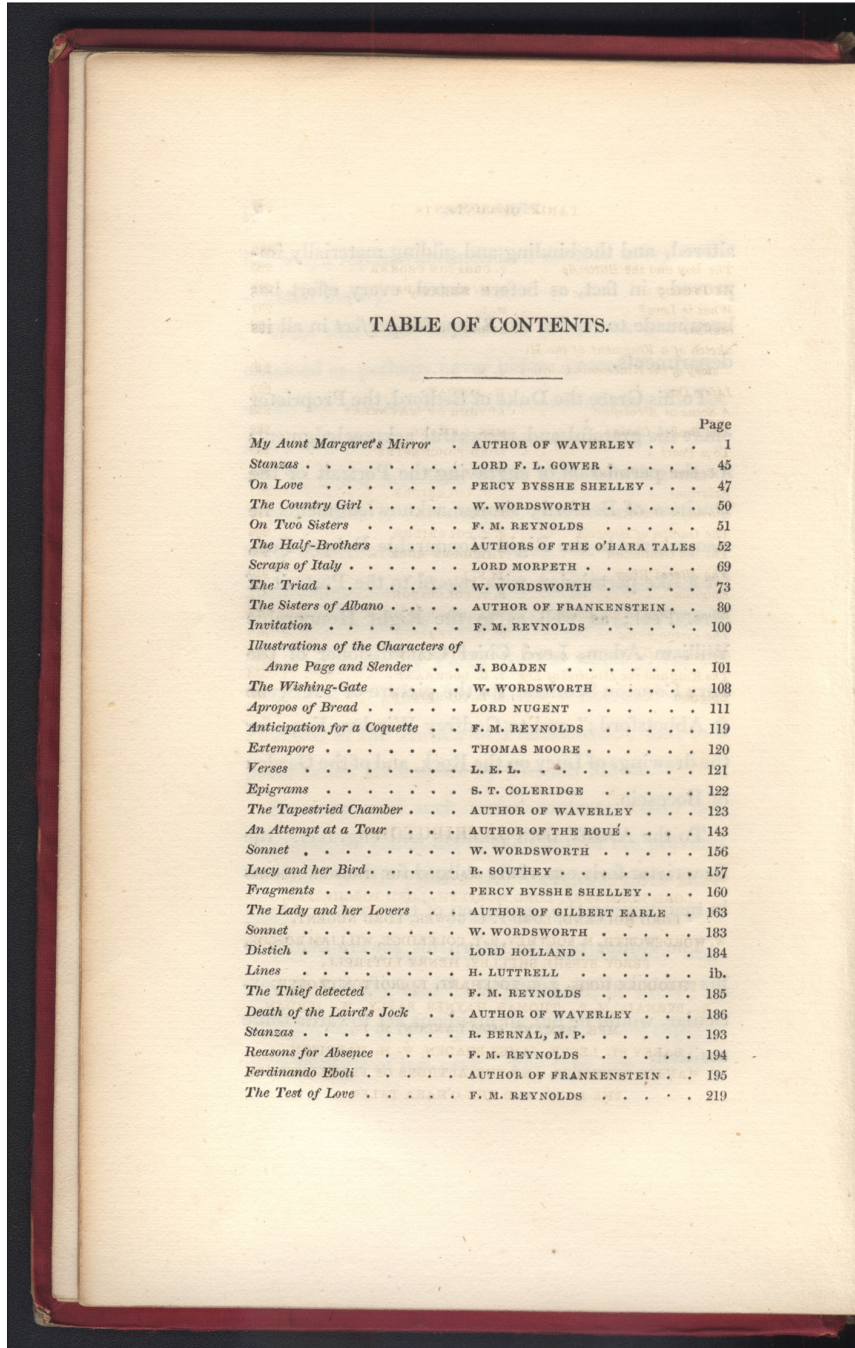 TABLE OF CONTENTS.
Page
My Aunt Margaret's Mirror . AUTHOR OF WAVERLEY . . . 1
Stanzas . . . . . . . . LORD F. L. GOWER . . . . . 45
On Love . . . . . . . PERCY BYSSHE SHELLEY . . . 47
The Country Girl . . . . . W. WORDSWORTH . . . . . 50
On Two Sisters . . . . . F. M. REYNOLDS . . . . . 51
The Half-Brothers . . . . AUTHORS OF THE O'HARA TALES 52
Scraps of Italy . . . . . . LORD MORPETH . . . . . . 69
The Triad . . . . . . . W. WORDSWORTH . . . . . 73
The Sisters of Albano . . . . AUTHOR OF FRANKENSTEIN . . 80
Invitation . . . . . . . F. M. REYNOLDS . . . . . 100
Illustrations of the Characters of
Anne Page and Slender . . J. BOADEN . . . . . . . 101
The Wishing-Gate . . . . W. WORDSWORTH . . . . . 108
Apropos of Bread . . . . . LORD NUGENT . . . . . . 111
Anticipation for a Coquette . . F. M. REYNOLDS . . . . . 119
Extempore . . . . . . . THOMAS MOORE . . . . . . 120
Verses . . . . . . . . L. E. L. . . . . . . . . 121
Epigrams . . . . . . . S. T. COLERIDGE . . . . . 122
The Tapestried Chamber . . . AUTHOR OF WAVERLEY . . . 123
An Attempt at a Tour . . . AUTHOR OF THE ROUÉ . . . . 143
Sonnet . . . . . . . . W. WORDSWORTH . . . . . 156
Lucy and her Bird . . . . . R. SOUTHEY . . . . . . . 157
Fragments . . . . . . . PERCY BYSSHE SHELLEY . . . 160
The Lady and her Lovers . . AUTHOR OF GILBERT EARLE . 163
Sonnet . . . . . . . . W. WORDSWORTH . . . . . 183
Distich . . . . . . . . LORD HOLLAND . . . . . . 184
Lines . . . . . . . . H. LUTTRELL . . . . . . ib.
The Thief detected . . . . F. M. REYNOLDS . . . . . 185
Death of the Laird's Jock . . AUTHOR OF WAVERLEY . . . 186
Stanzas . . . . . . . . R. BERNAL, M. P. . . . . . 193
Reasons for Absence . . . . F. M. REYNOLDS . . . . . 194
Ferdinando Eboli . . . . . AUTHOR OF FRANKENSTEIN . . 195
The Test of Love . . . . . F. M. REYNOLDS . . . . . 219